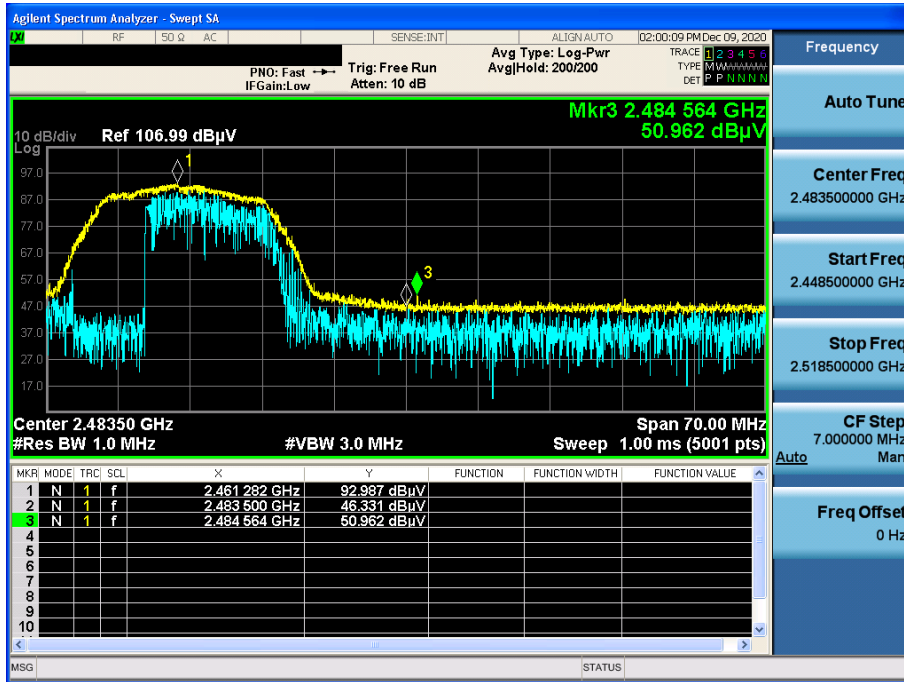 Agilent Spectrum Analyzer - Swept SA
LXI RF 50 Ω AC SENSE:INT ALIGN AUTO 02:00:09 PM Dec 09, 2020
Frequency
PNO: Fast Trig: Free Run Avg Type: Log-Pwr TRACE 1 2 3 4 5 6
IFGain:Low Atten: 10 dB Avg|Hold: 200/200 TYPE M WWWWW
DET P P N N N N
Auto Tune
Mkr3 2.484 564 GHz
50.962 dBµV
10 dB/div Ref 106.99 dBµV
Log
97.0
87.0
77.0
67.0
57.0
47.0
37.0
27.0
17.0
1
3
Center Freq
2.483500000 GHz
Start Freq
2.448500000 GHz
Stop Freq
2.518500000 GHz
Center 2.48350 GHz Span 70.00 MHz
#Res BW 1.0 MHz #VBW 3.0 MHz Sweep 1.00 ms (5001 pts)
CF Step
7.000000 MHz
Auto Man
MKR MODE TRC SCL X Y FUNCTION FUNCTION WIDTH FUNCTION VALUE
1 N 1 f 2.461 282 GHz 92.987 dBµV
2 N 1 f 2.483 500 GHz 46.331 dBµV
3 N 1 f 2.484 564 GHz 50.962 dBµV
4
5
6
7
8
9
10
Freq Offset
0 Hz
MSG STATUS